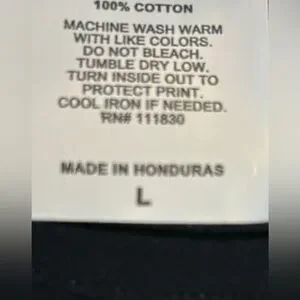 100% COTTON
MACHINE WASH WARM
WITH LIKE COLORS.
DO NOT BLEACH.
TUMBLE DRY LOW.
TURN INSIDE OUT TO
PROTECT PRINT.
COOL IRON IF NEEDED.
RN# 111830
MADE IN HONDURAS
L